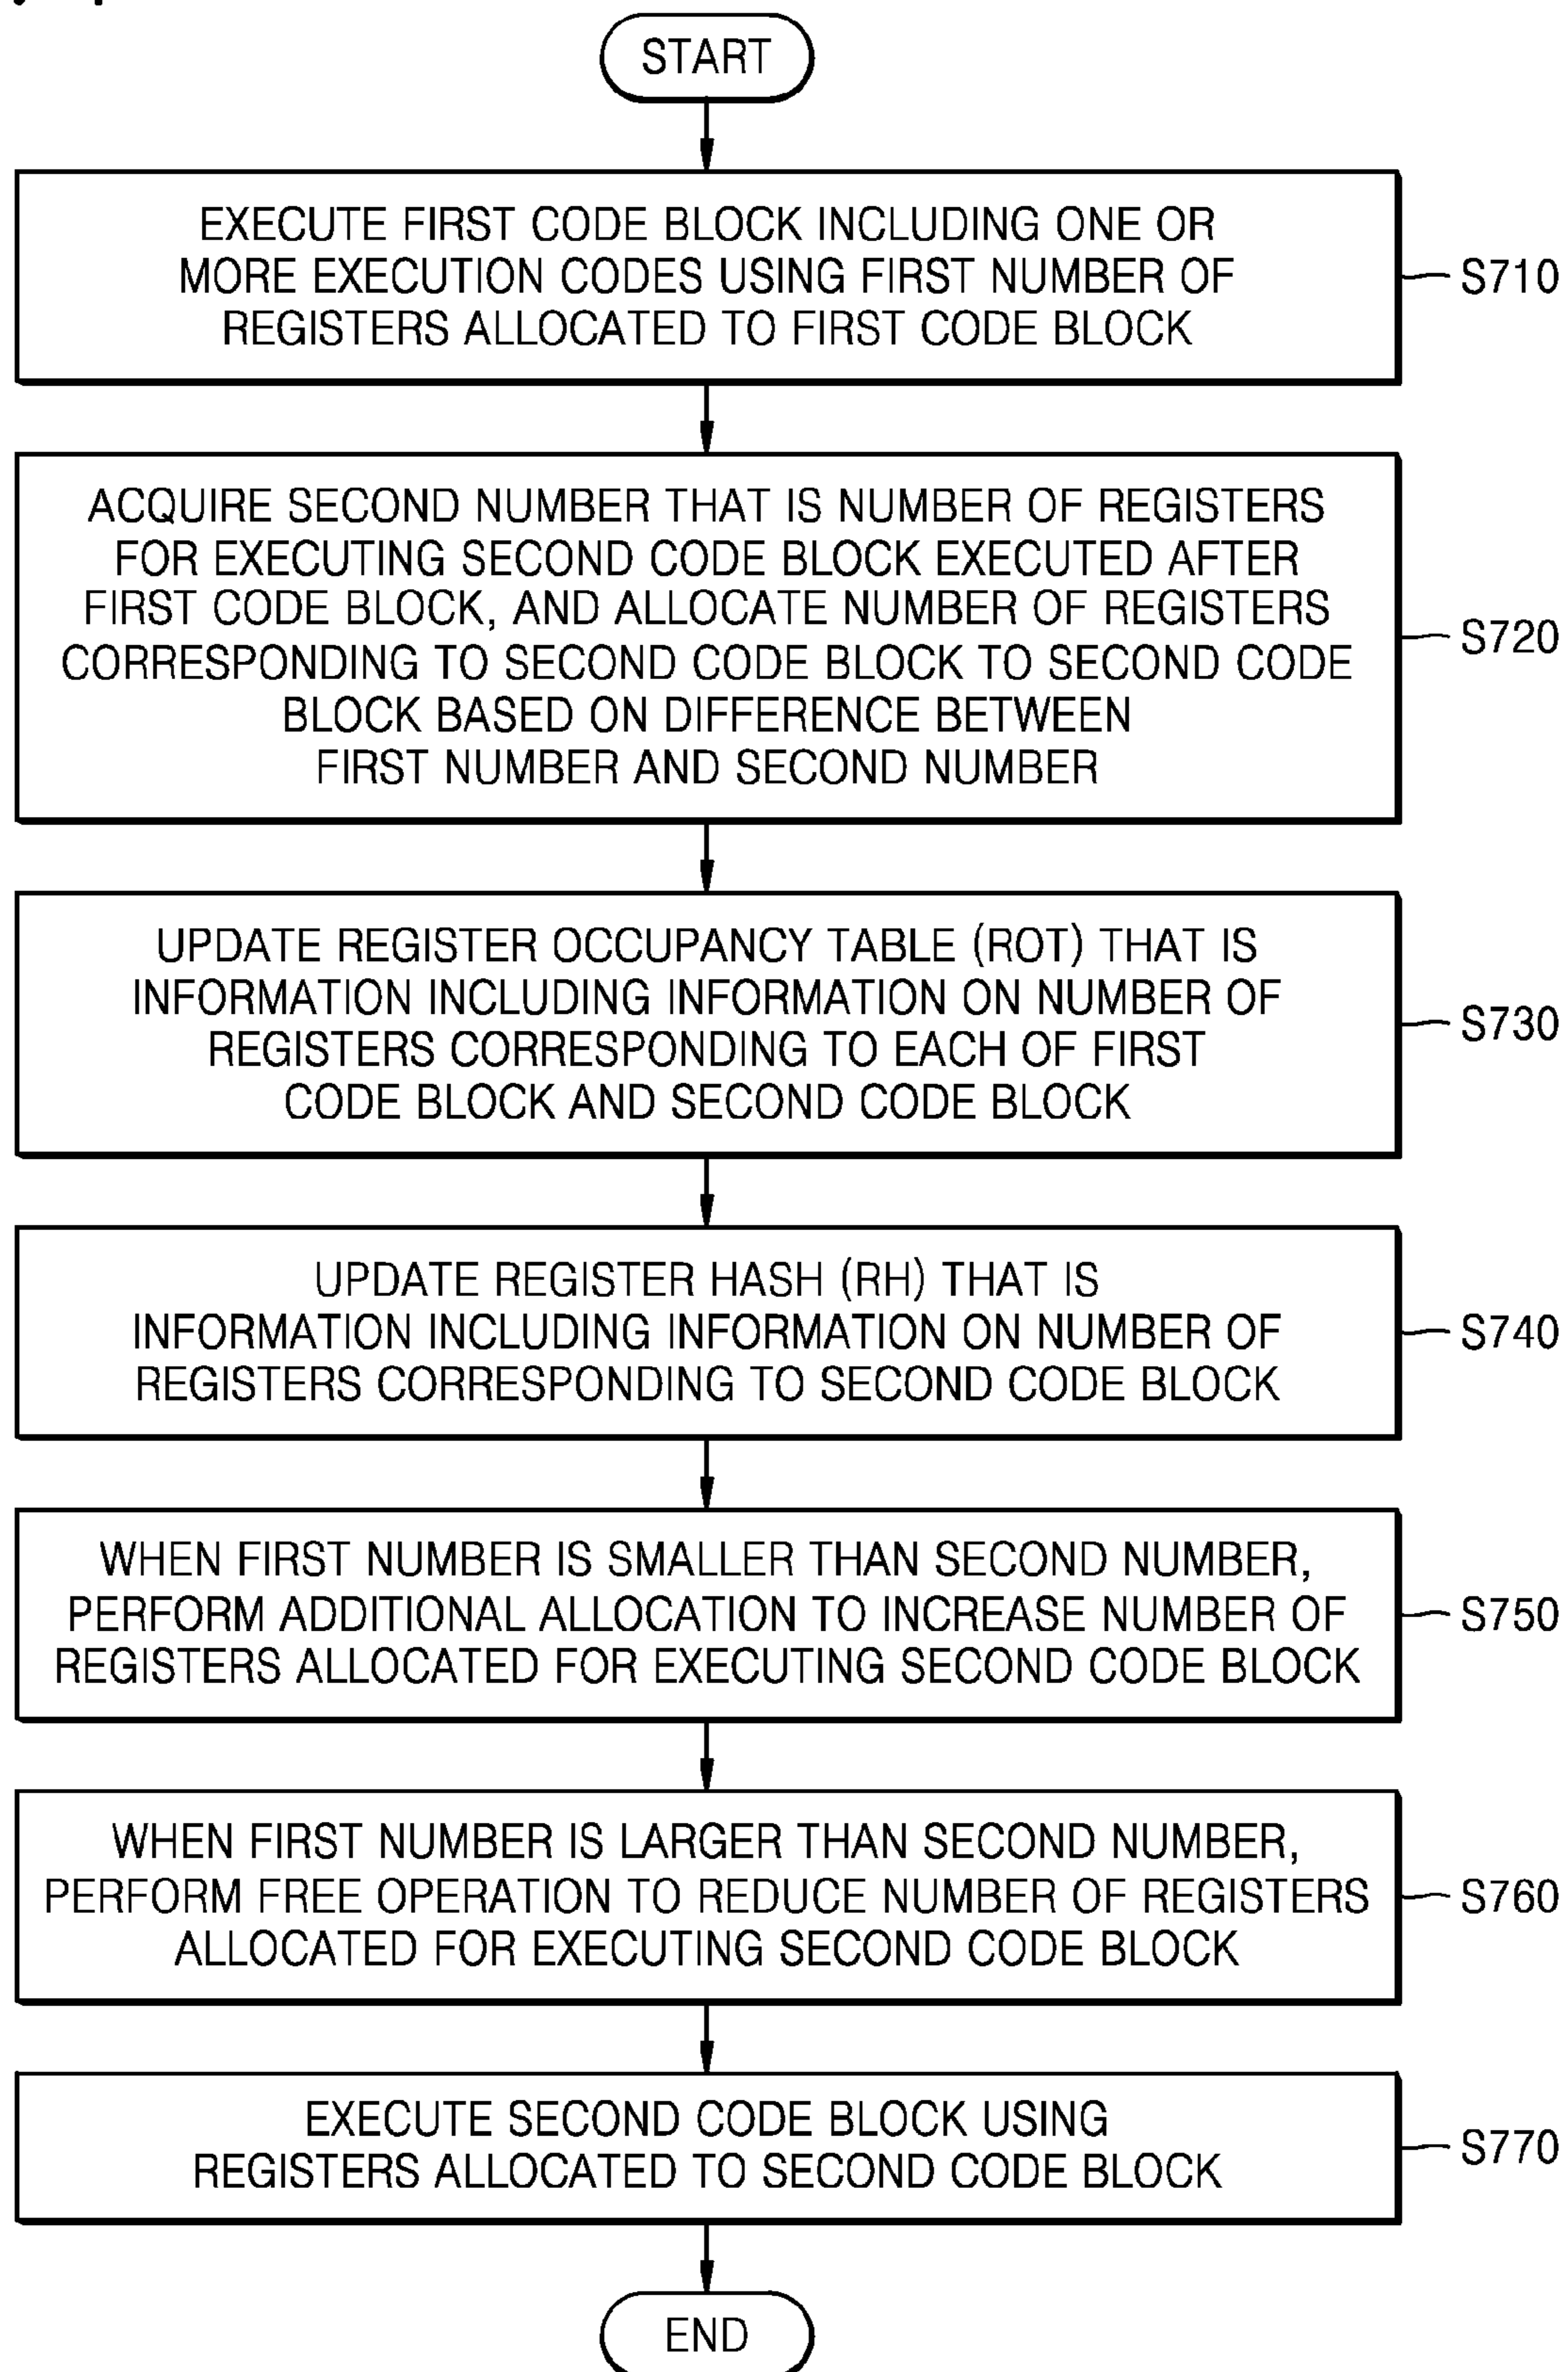 START
EXECUTE FIRST CODE BLOCK INCLUDING ONE OR
MORE EXECUTION CODES USING FIRST NUMBER OF
REGISTERS ALLOCATED TO FIRST CODE BLOCK
S710
ACQUIRE SECOND NUMBER THAT IS NUMBER OF REGISTERS
FOR EXECUTING SECOND CODE BLOCK EXECUTED AFTER
FIRST CODE BLOCK, AND ALLOCATE NUMBER OF REGISTERS
CORRESPONDING TO SECOND CODE BLOCK TO SECOND CODE
BLOCK BASED ON DIFFERENCE BETWEEN
FIRST NUMBER AND SECOND NUMBER
S720
UPDATE REGISTER OCCUPANCY TABLE (ROT) THAT IS
INFORMATION INCLUDING INFORMATION ON NUMBER OF
REGISTERS CORRESPONDING TO EACH OF FIRST
CODE BLOCK AND SECOND CODE BLOCK
S730
UPDATE REGISTER HASH (RH) THAT IS
INFORMATION INCLUDING INFORMATION ON NUMBER OF
REGISTERS CORRESPONDING TO SECOND CODE BLOCK
S740
WHEN FIRST NUMBER IS SMALLER THAN SECOND NUMBER,
PERFORM ADDITIONAL ALLOCATION TO INCREASE NUMBER OF
REGISTERS ALLOCATED FOR EXECUTING SECOND CODE BLOCK
S750
WHEN FIRST NUMBER IS LARGER THAN SECOND NUMBER,
PERFORM FREE OPERATION TO REDUCE NUMBER OF REGISTERS
ALLOCATED FOR EXECUTING SECOND CODE BLOCK
S760
EXECUTE SECOND CODE BLOCK USING
REGISTERS ALLOCATED TO SECOND CODE BLOCK
S770
END